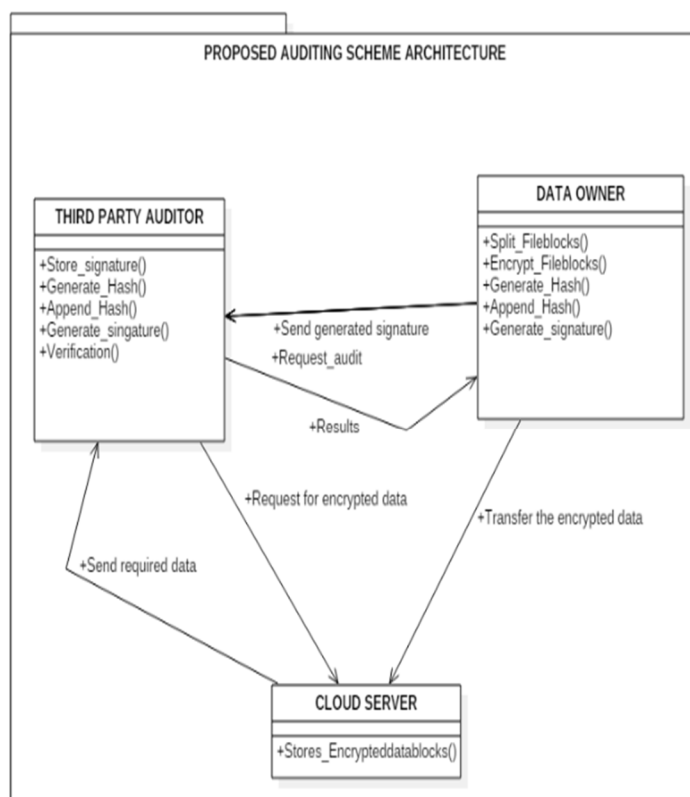 PROPOSED AUDITING SCHEME ARCHITECTURE
THIRD PARTY AUDITOR
+Store_signature()
+Generate_Hash()
+Append_Hash()
+Generate_singature()
+Verification()
DATA OWNER
+Split_Fileblocks()
+Encrypt_Fileblocks()
+Generate_Hash()
+Append_Hash()
+Generate_signature()
+Send generated signature
+Request_audit
+Results
+Request for encrypted data
+Transfer the encrypted data
+Send required data
CLOUD SERVER
+Stores_Encrypteddatablocks()